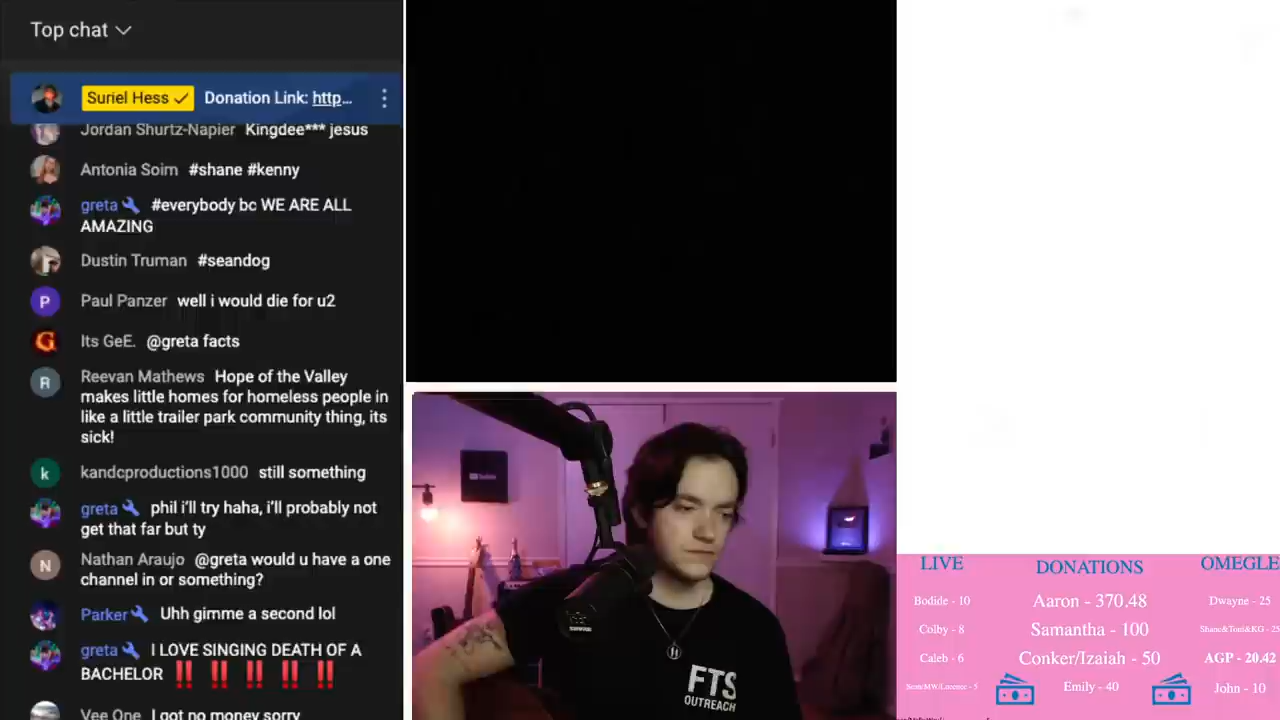 Top chat
Suriel Hess Donation Link: http...
Jordan Shurtz-Napier Kingdee*** jesus
Antonia Soirn #shane #kenny
greta #everybody bc WE ARE ALL
AMAZING
Dustin Truman #seandog
P Paul Panzer well i would die for u2
G Its GeE. @greta facts
R Reevan Mathews Hope of the Valley
makes little homes for homeless people in
like a little trailer park community thing, its
sick!
k kandcproductions1000 still something
greta phil i'll try haha, i'll probably not
get that far but ty
N Nathan Araujo @greta would u have a one
channel in or something?
Parker Uhh gimme a second lol
greta I LOVE SINGING DEATH OF A
BACHELOR ‼️ ‼️ ‼️ ‼️ ‼️
Vee One I got no money sorry
FTS
OUTREACH
LIVE
Bodide - 10
Colby - 8
Caleb - 6
DONATIONS
Aaron - 370.48
Samantha - 100
Conker/Izaiah - 50
Emily - 40
OMEGLE
Dwayne - 25
Shane&Toni&KG - 25
AGP - 20.42
John - 10